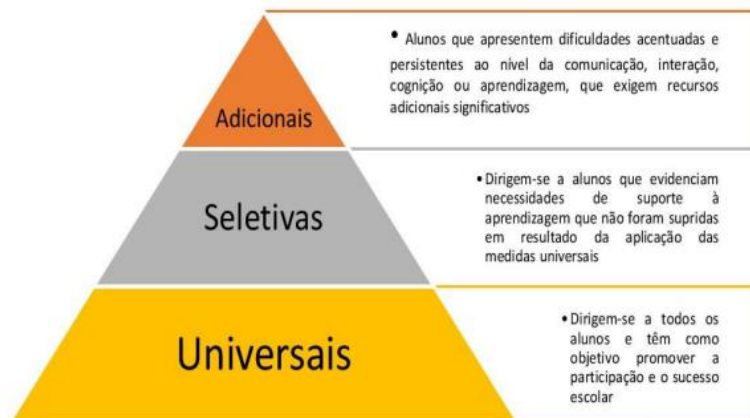 • Alunos que apresentem dificuldades acentuadas e
persistentes ao nível da comunicação, interação,
cognição ou aprendizagem, que exigem recursos
adicionais significativos
Adicionais
• Dirigem-se a alunos que evidenciam
necessidades de suporte à
aprendizagem que não foram supridas
em resultado da aplicação das
medidas universais
Seletivas
• Dirigem-se a todos os
alunos e têm como
objetivo promover a
participação e o sucesso
escolar
Universais